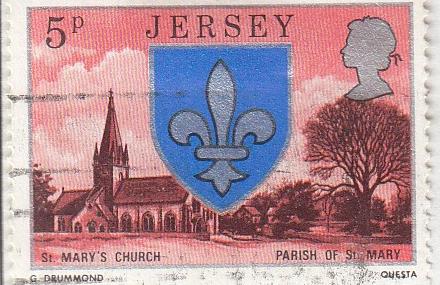 5p JERSEY
St. MARY'S CHURCH PARISH OF St. MARY
G. DRUMMOND QUESTA